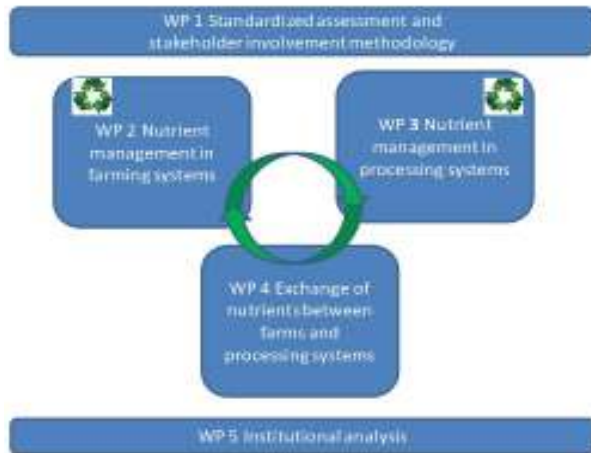 WP 1 Standardized assessment and
stakeholder involvement methodology
WP 2 Nutrient
management in
farming systems
WP 3 Nutrient
management in
processing systems
WP 4 Exchange of
nutrients between
farms and
processing systems
WP 5 Institutional analysis